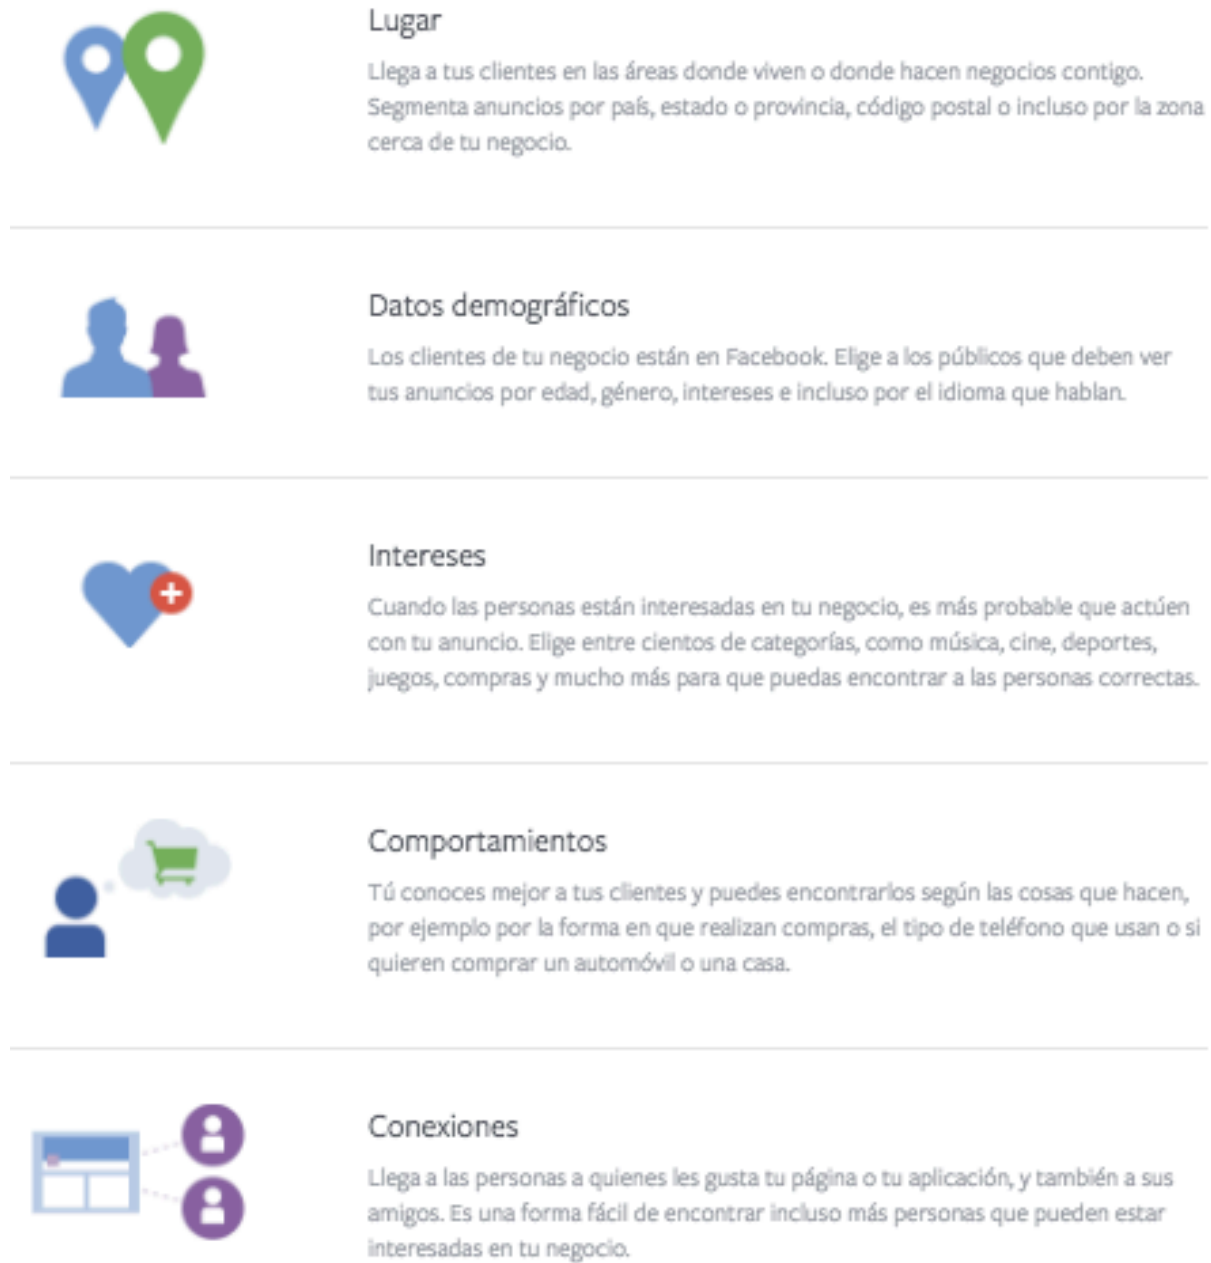 Lugar
Llega a tus clientes en las áreas donde viven o donde hacen negocios contigo.
Segmenta anuncios por país, estado o provincia, código postal o incluso por la zona
cerca de tu negocio.
Datos demográficos
Los clientes de tu negocio están en Facebook. Elige a los públicos que deben ver
tus anuncios por edad, género, intereses e incluso por el idioma que hablan.
Intereses
Cuando las personas están interesadas en tu negocio, es más probable que actúen
con tu anuncio. Elige entre cientos de categorías, como música, cine, deportes,
juegos, compras y mucho más para que puedas encontrar a las personas correctas.
Comportamientos
Tú conoces mejor a tus clientes y puedes encontrarlos según las cosas que hacen,
por ejemplo por la forma en que realizan compras, el tipo de teléfono que usan o si
quieren comprar un automóvil o una casa.
Conexiones
Llega a las personas a quienes les gusta tu página o tu aplicación, y también a sus
amigos. Es una forma fácil de encontrar incluso más personas que pueden estar
interesadas en tu negocio.